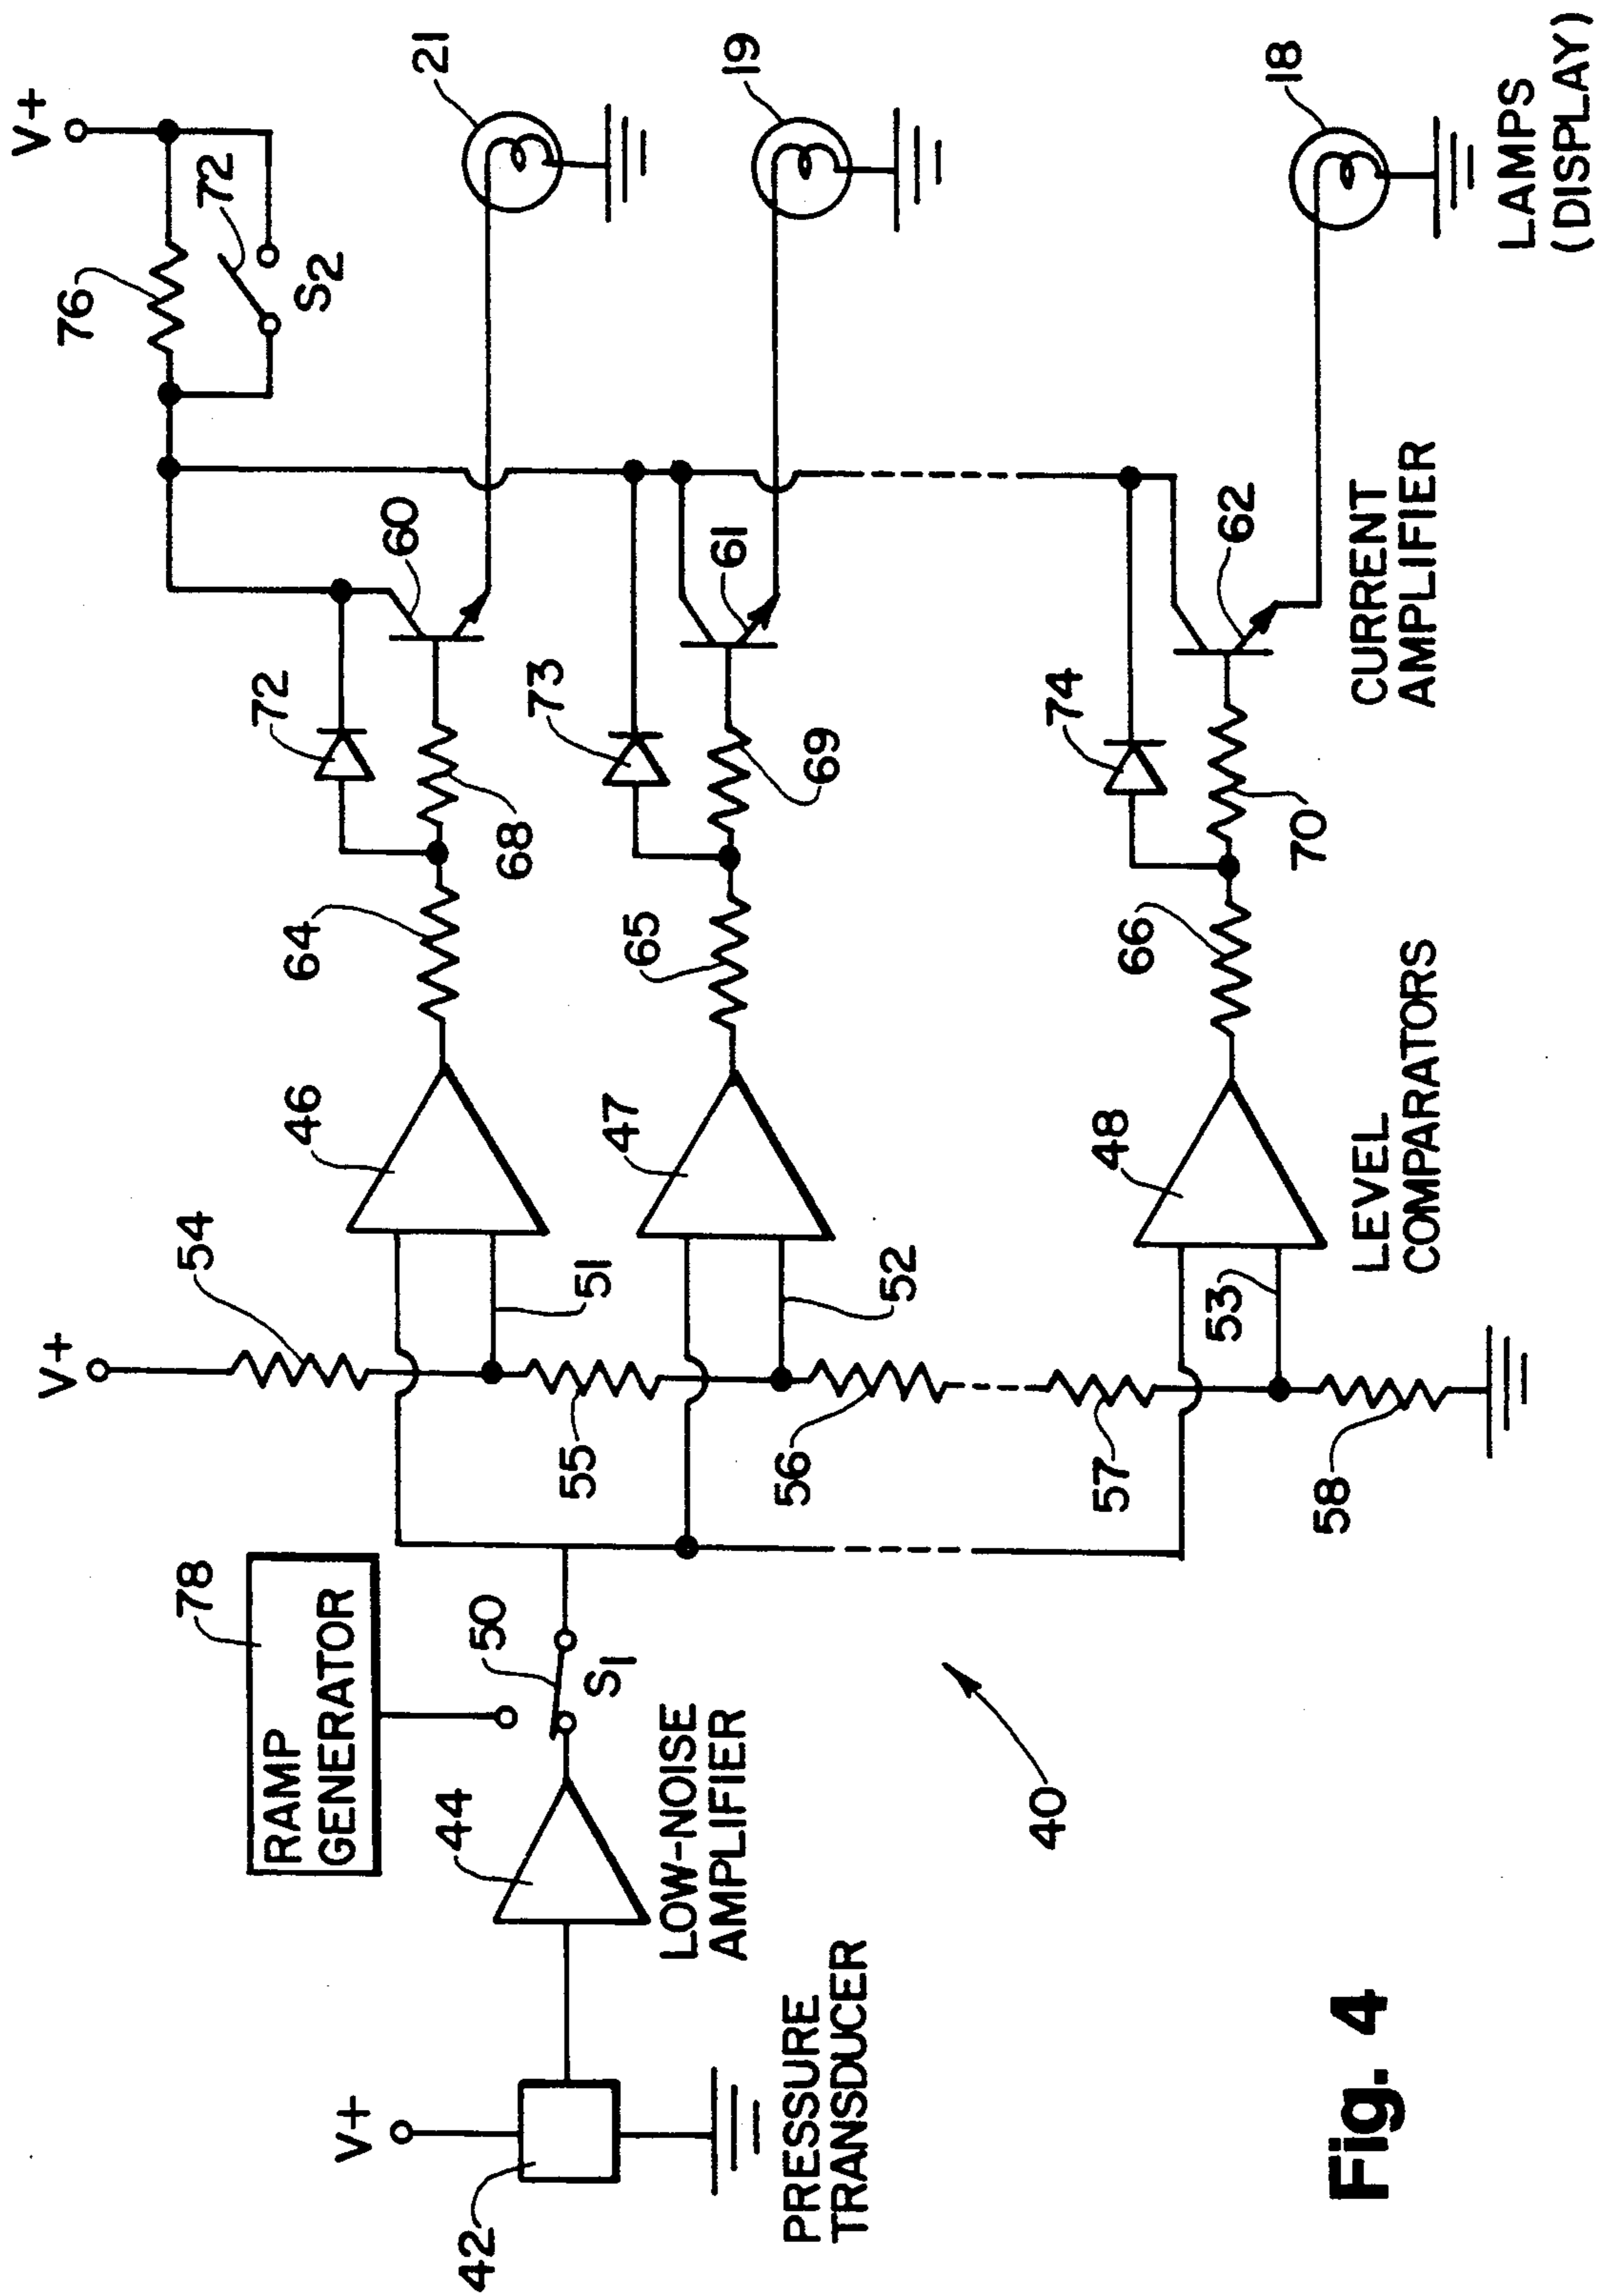 V+
76
72
S2
21
19
18
LAMPS
(DISPLAY)
60
61
62
72
73
74
68
69
70
CURRENT
AMPLIFIER
64
65
66
46
47
48
V+
54
51
52
53
55
56
57
58
LEVEL
COMPARATORS
78
RAMP
GENERATOR
50
S1
44
LOW-NOISE
AMPLIFIER
40
V+
42
PRESSURE
TRANSDUCER
Fig. 4